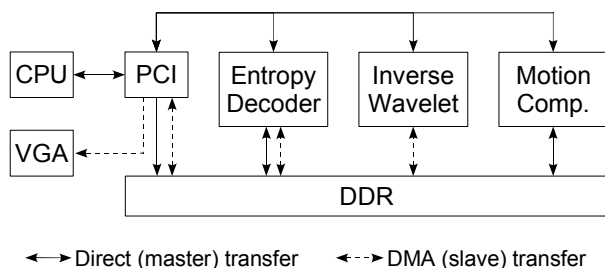 CPU
PCI
Entropy
Decoder
Inverse
Wavelet
Motion
Comp.
VGA
DDR
Direct (master) transfer
DMA (slave) transfer